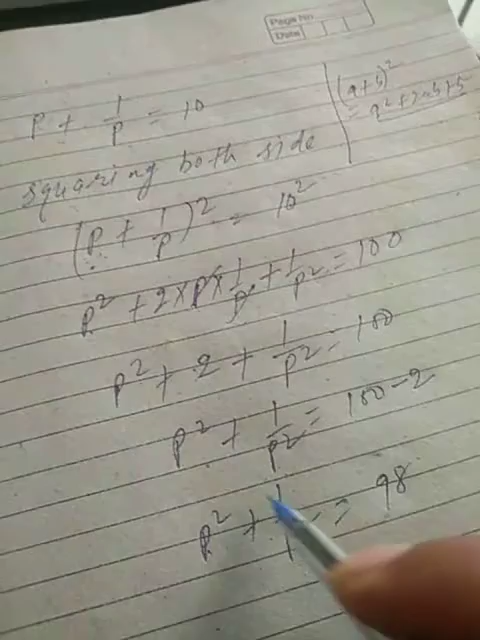 Page No.
Date
P + 1/P = 10
(a+b)²
squaring both side
(P + 1/P)² = 10²
P² + 2×P×1/P + 1/P² = 100
P² + 2 + 1/P² = 100
P² + 1/P² = 100-2
P² + 1/ = 98